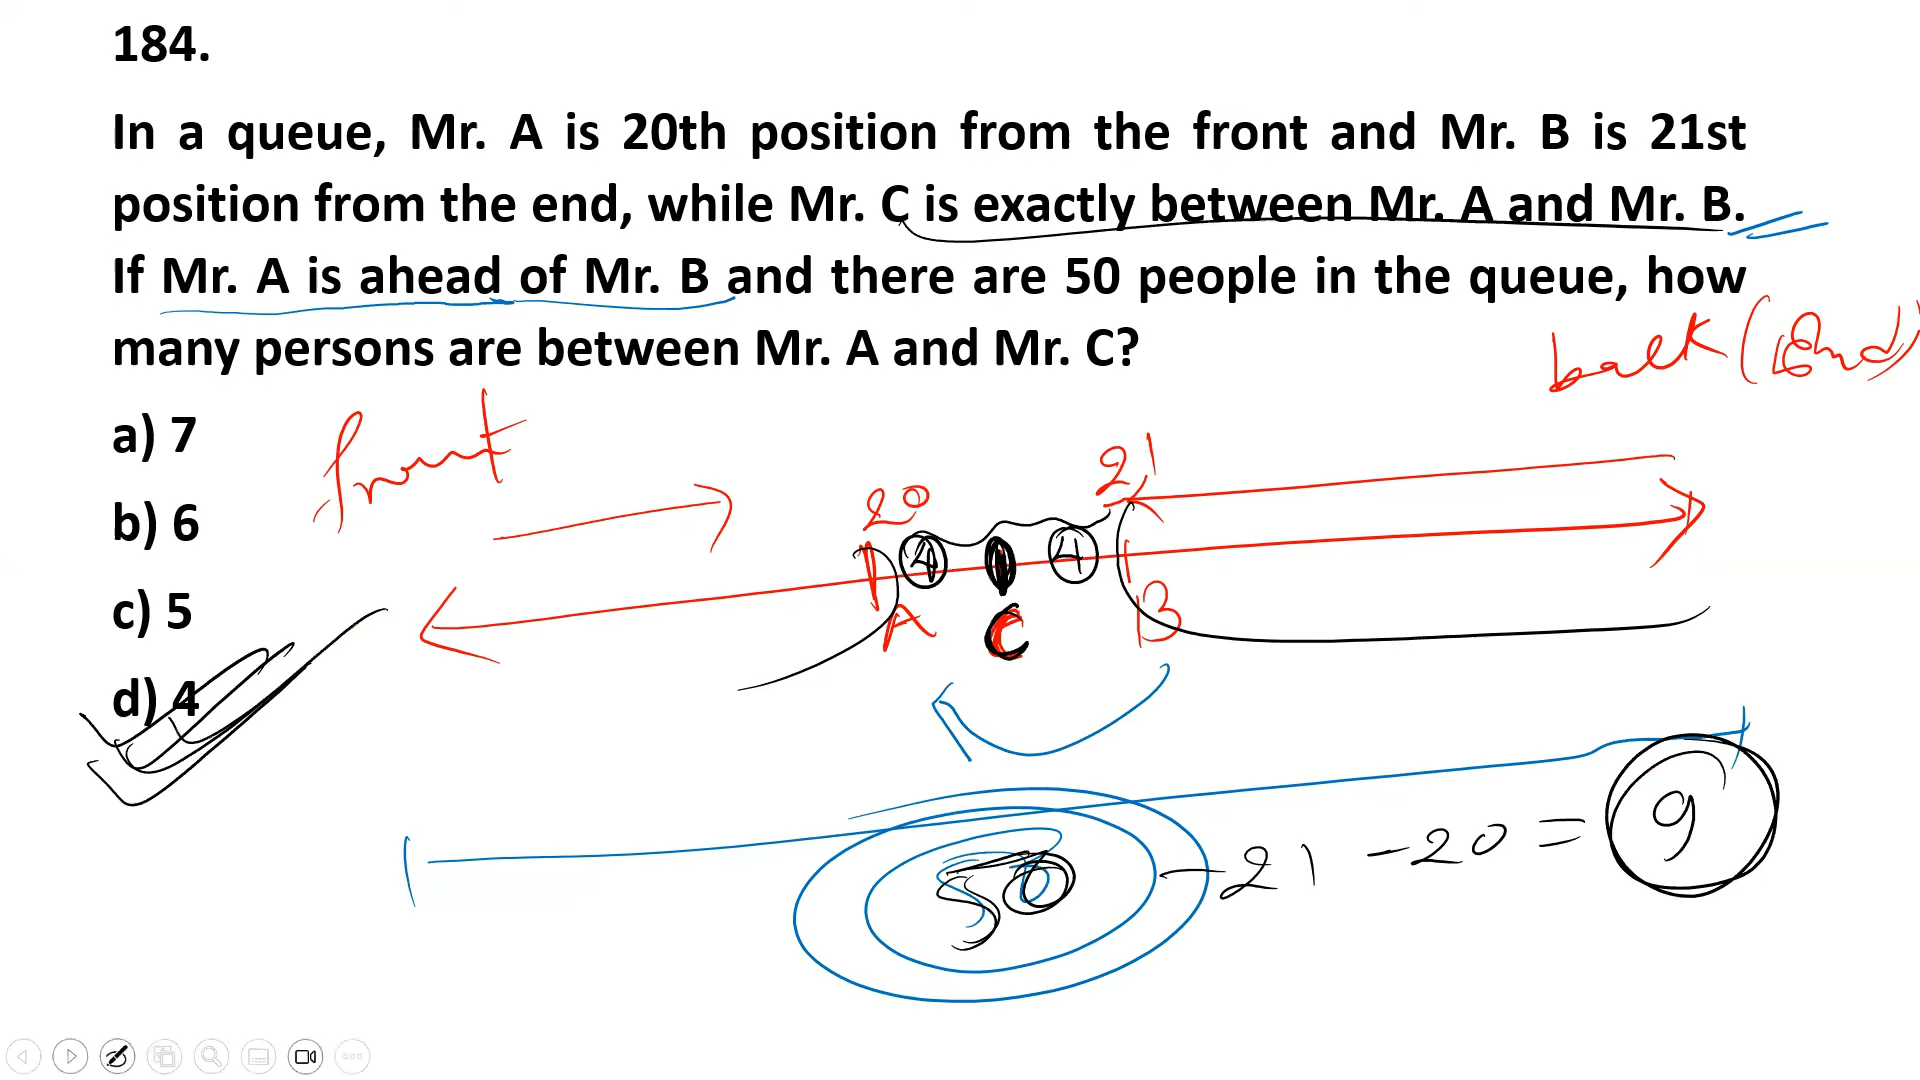 184.
In a queue, Mr. A is 20th position from the front and Mr. B is 21st
position from the end, while Mr. C is exactly between Mr. A and Mr. B.
If Mr. A is ahead of Mr. B and there are 50 people in the queue, how
many persons are between Mr. A and Mr. C?
back (End)
a) 7
front
21
b) 6
20
4 1 4
c) 5
A C B
d) 4
50 - 21 - 20 = 9